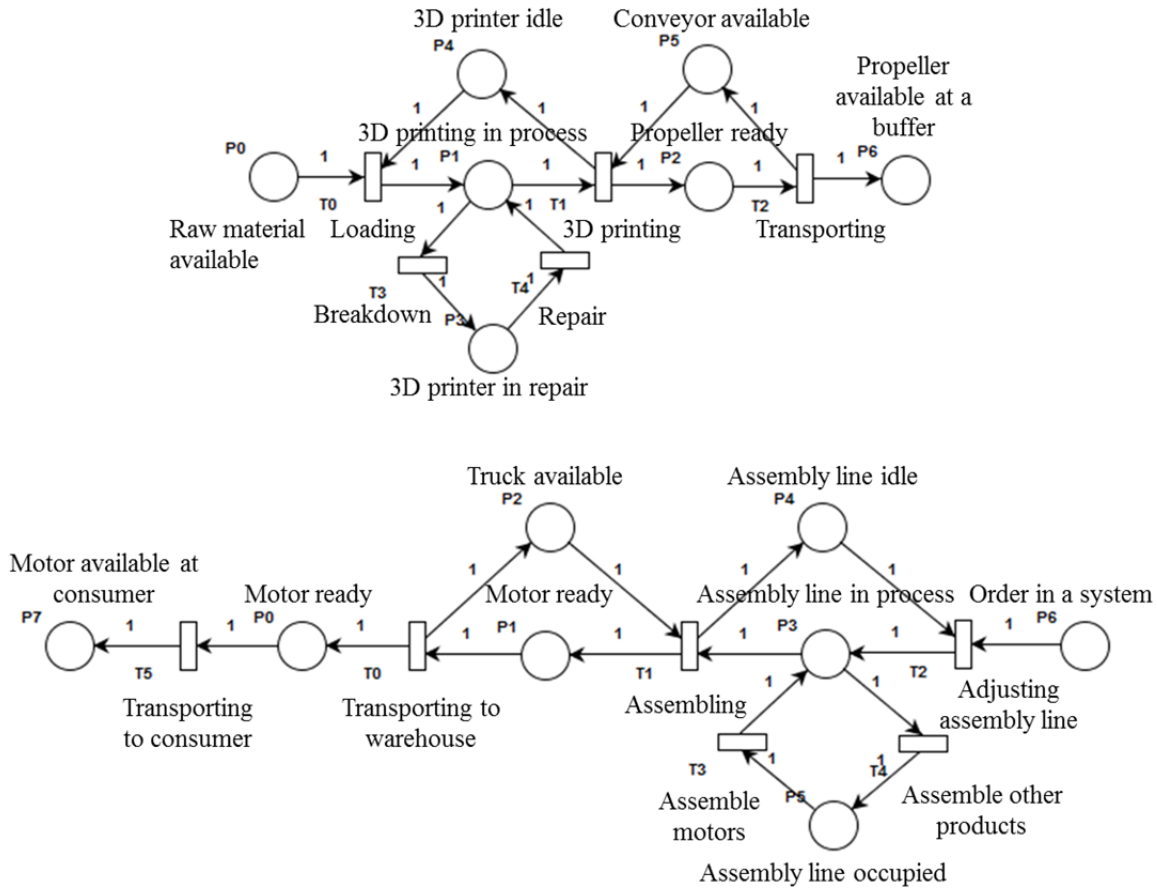 3D printer idle
Conveyor available
P4
P5
Propeller
available at a
buffer
1
1
1
1
3D printing in process
Propeller ready
P0
1
1
P1
1
1
P2
1
1
P6
T0
1
T1
1
T2
Raw material
available
Loading
3D printing
Transporting
T3
1
T4
1
Breakdown
P3
Repair
3D printer in repair
Truck available
Assembly line idle
P2
P4
Motor available at
consumer
1
1
1
1
Motor ready
Motor ready
Assembly line in process
Order in a system
P7
1
1
P0
1
1
P1
1
1
P3
1
1
P6
T5
T0
T1
T2
1
1
Transporting
to consumer
Transporting to
warehouse
Assembling
Adjusting
assembly line
T3
1
1
T4
P5
Assemble
motors
Assemble other
products
Assembly line occupied